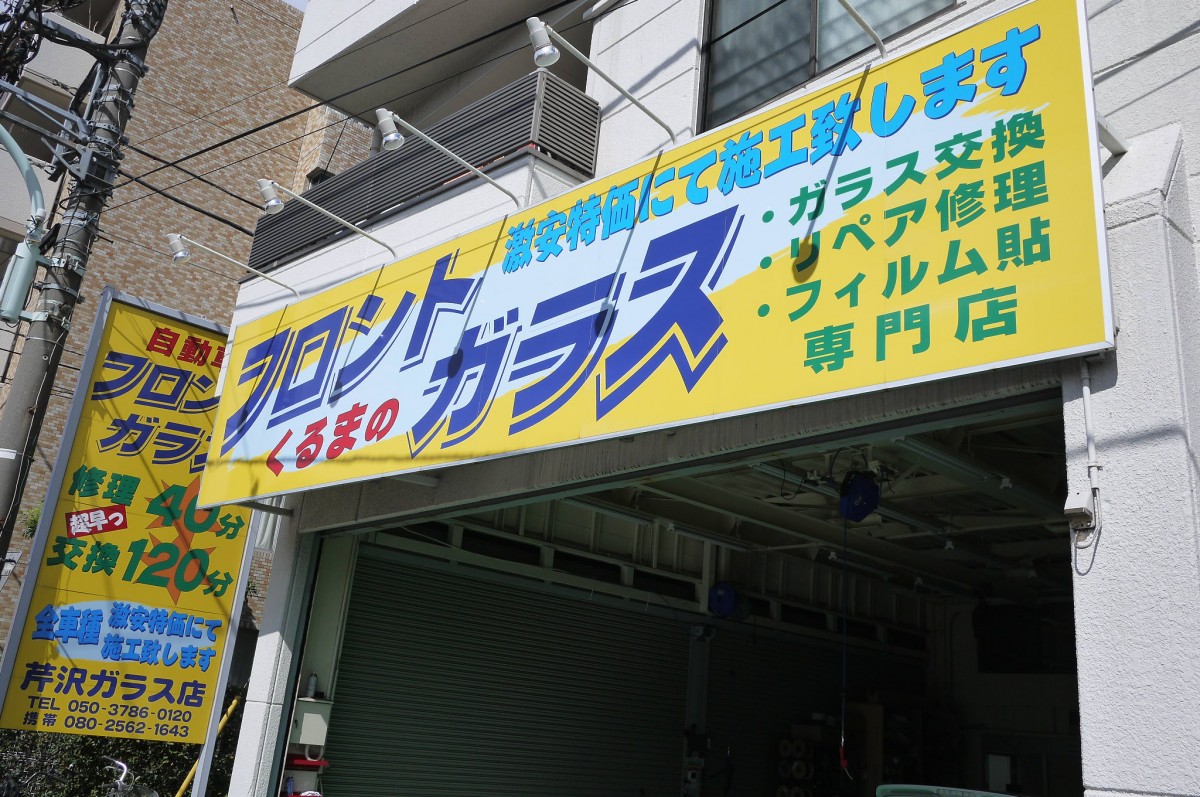 激安特価にて施工致します
フロント
くるまの
ガラス
・ガラス交換
・リペア修理
・フィルム貼
専門店
自動車
フロン
ガラス
修理 40分
超早っ
交換 120分
全車種
激安特価にて
施工致します
芹沢ガラス店
TEL 050-3786-0120
携帯 080-2562-1643